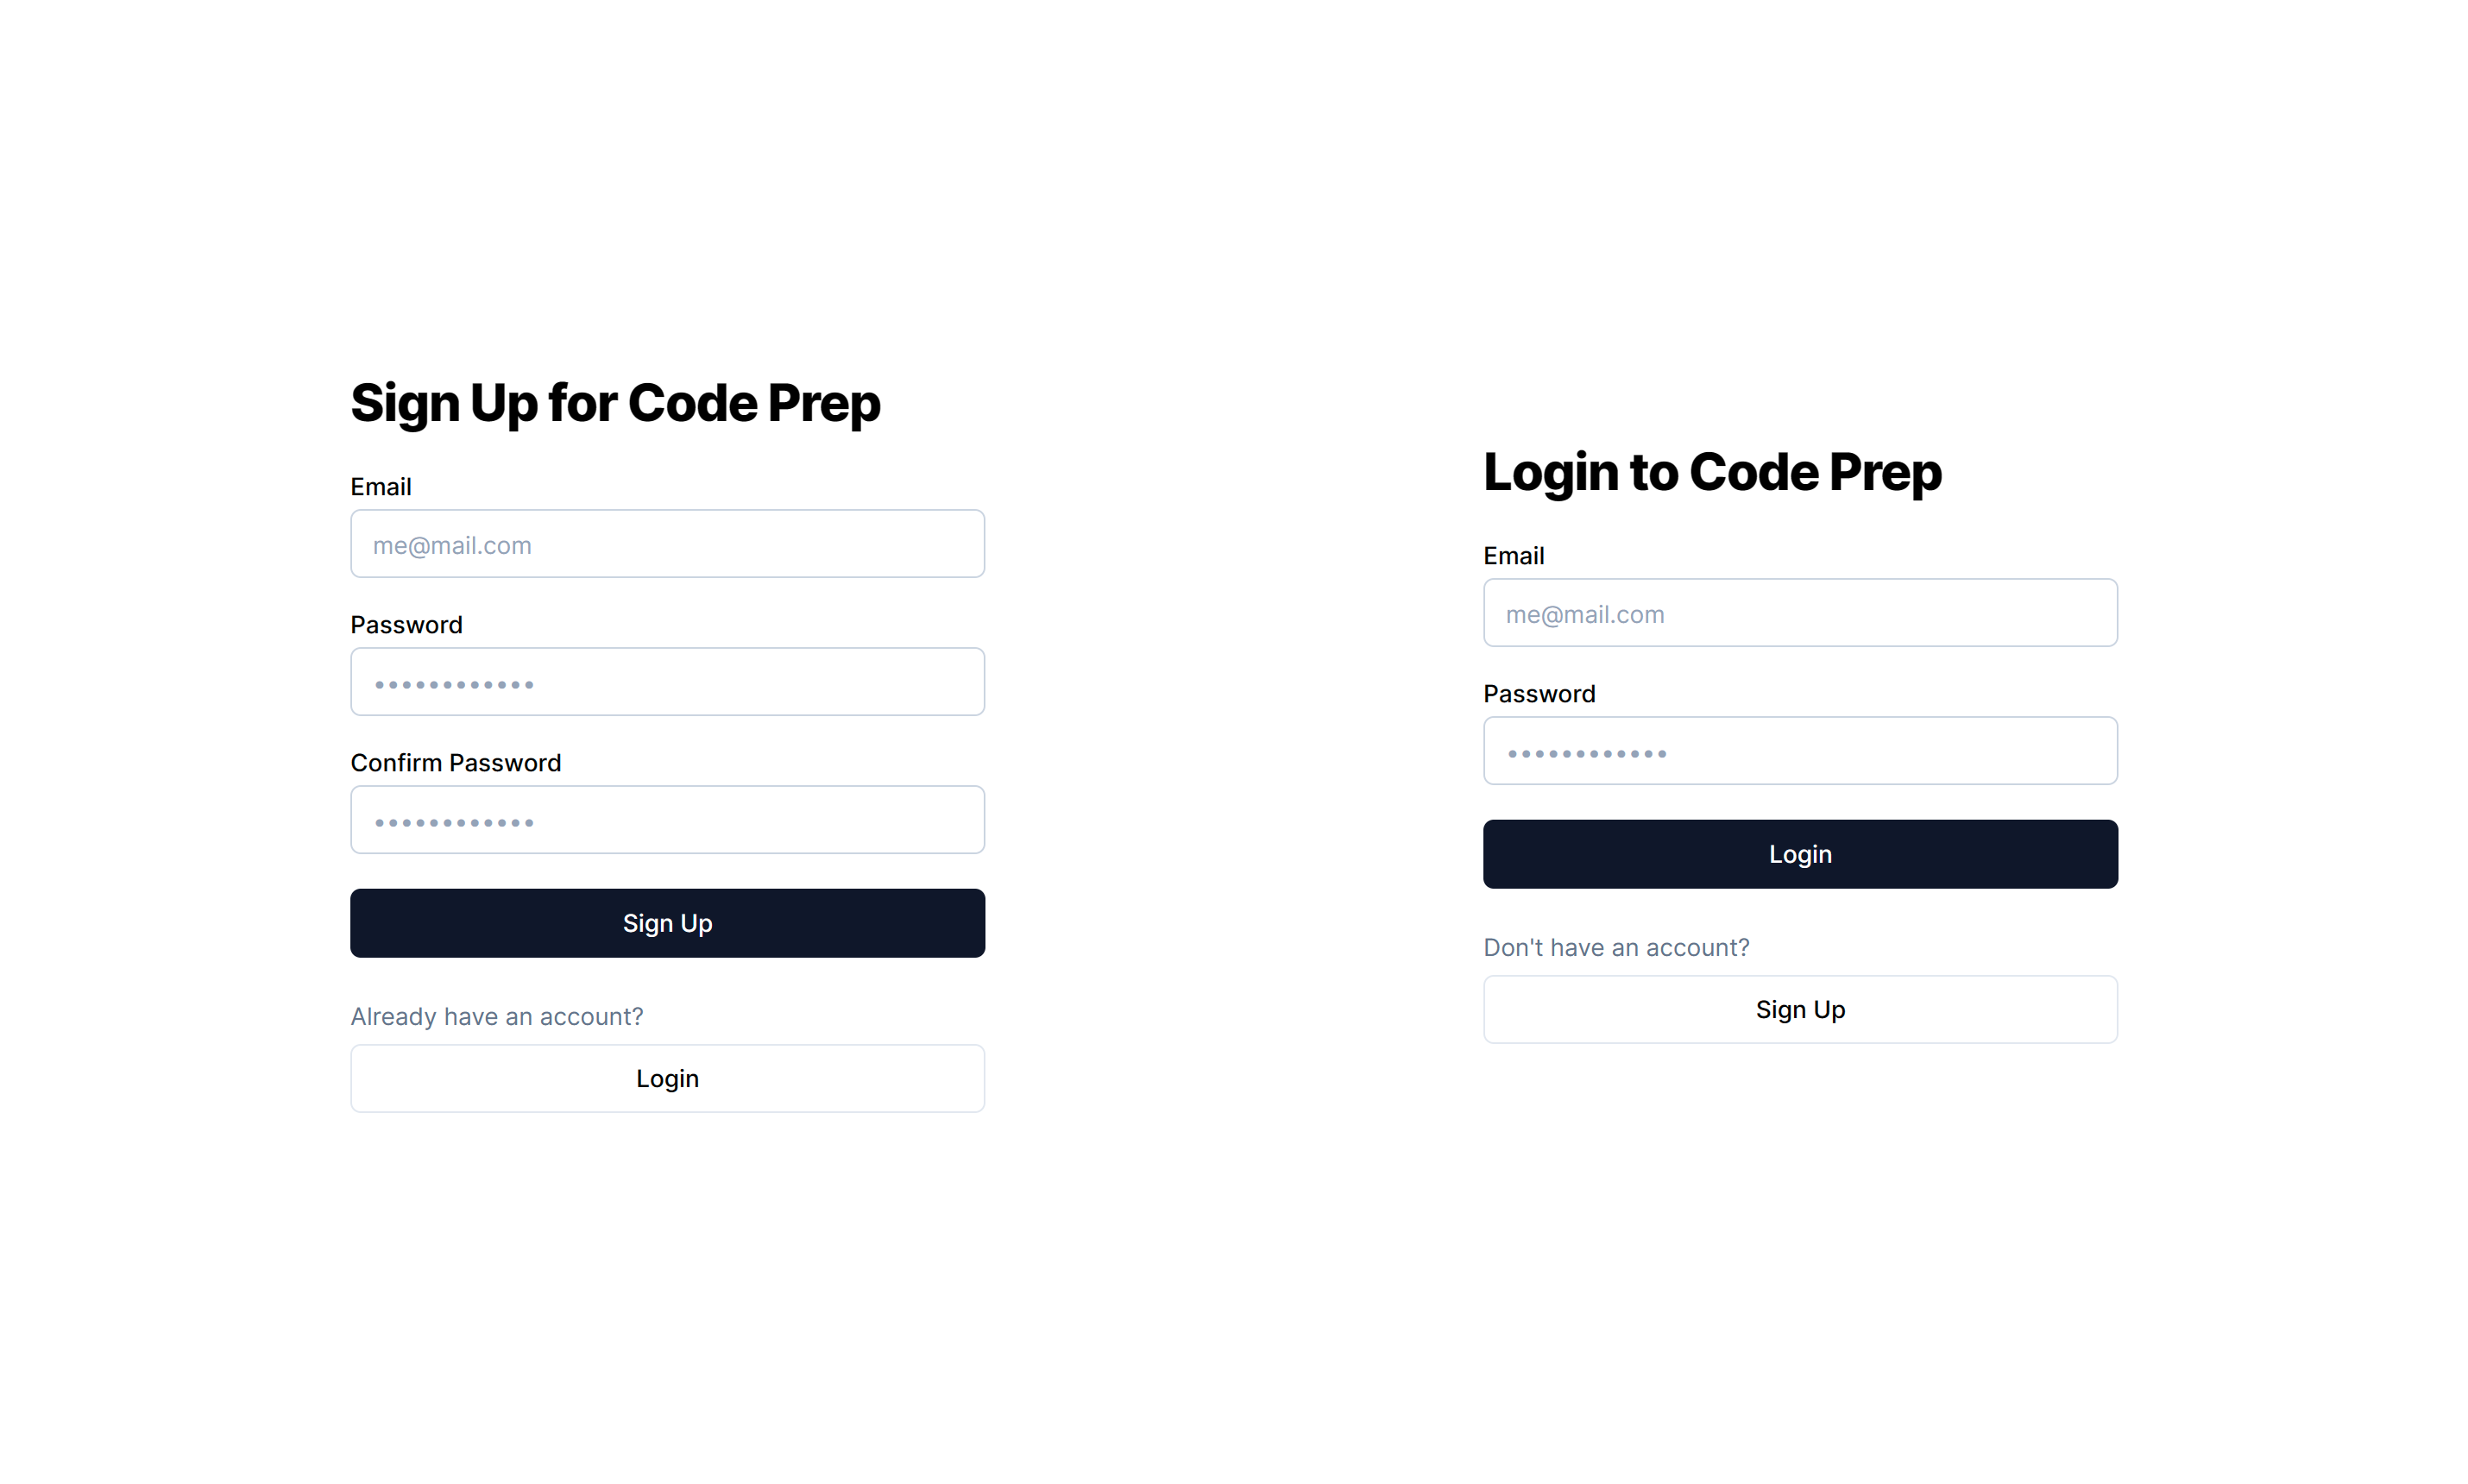 Sign Up for Code Prep
Email
me@mail.com
Password
••••••••••••
Confirm Password
••••••••••••
Sign Up
Already have an account?
Login
Login to Code Prep
Email
me@mail.com
Password
••••••••••••
Login
Don't have an account?
Sign Up